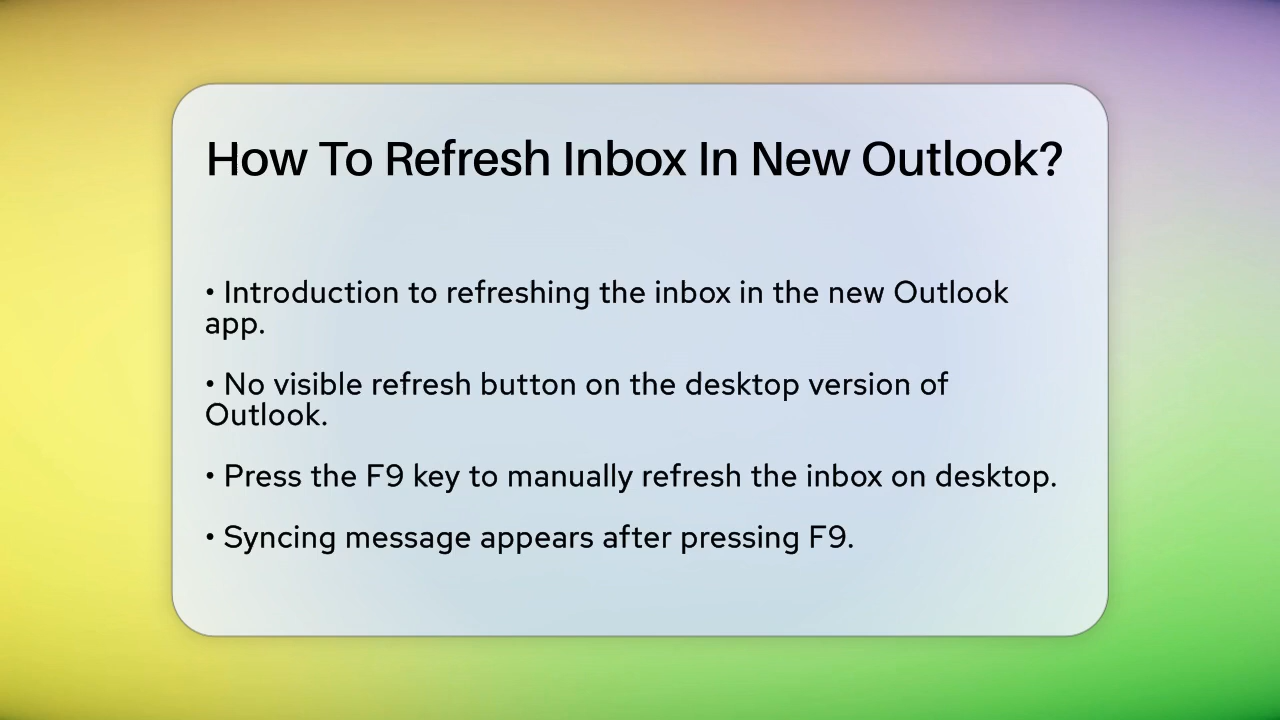 How To Refresh Inbox In New Outlook?
• Introduction to refreshing the inbox in the new Outlook
app.
• No visible refresh button on the desktop version of
Outlook.
• Press the F9 key to manually refresh the inbox on desktop.
• Syncing message appears after pressing F9.